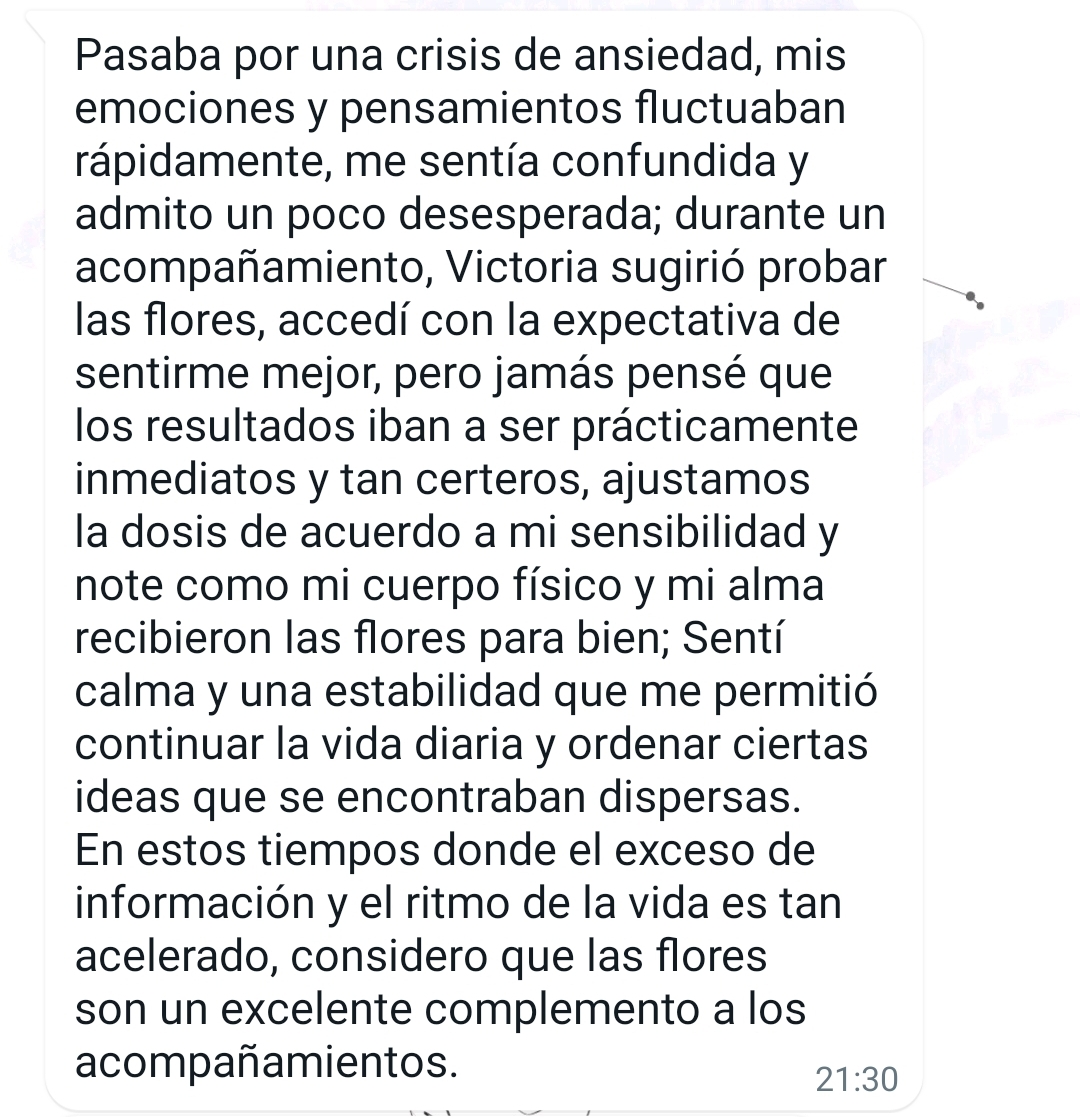 Pasaba por una crisis de ansiedad, mis
emociones y pensamientos fluctuaban
rápidamente, me sentía confundida y
admito un poco desesperada; durante un
acompañamiento, Victoria sugirió probar
las flores, accedí con la expectativa de
sentirme mejor, pero jamás pensé que
los resultados iban a ser prácticamente
inmediatos y tan certeros, ajustamos
la dosis de acuerdo a mi sensibilidad y
note como mi cuerpo físico y mi alma
recibieron las flores para bien; Sentí
calma y una estabilidad que me permitió
continuar la vida diaria y ordenar ciertas
ideas que se encontraban dispersas.
En estos tiempos donde el exceso de
información y el ritmo de la vida es tan
acelerado, considero que las flores
son un excelente complemento a los
acompañamientos.
21:30